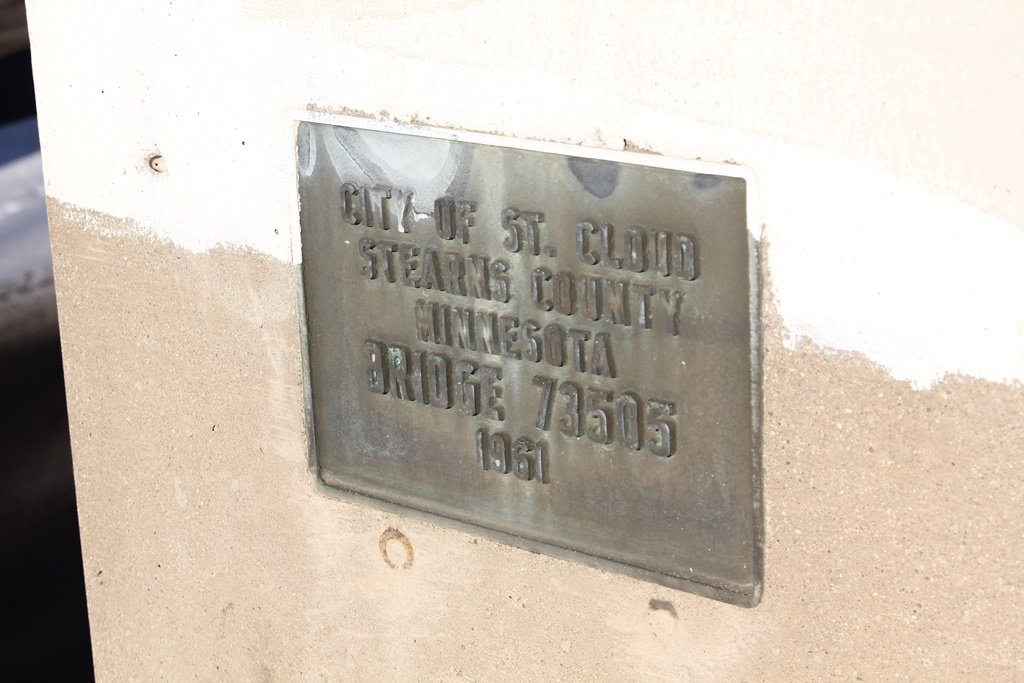 CITY OF ST. CLOUD
STEARNS COUNTY
MINNESOTA
BRIDGE 73505
1961